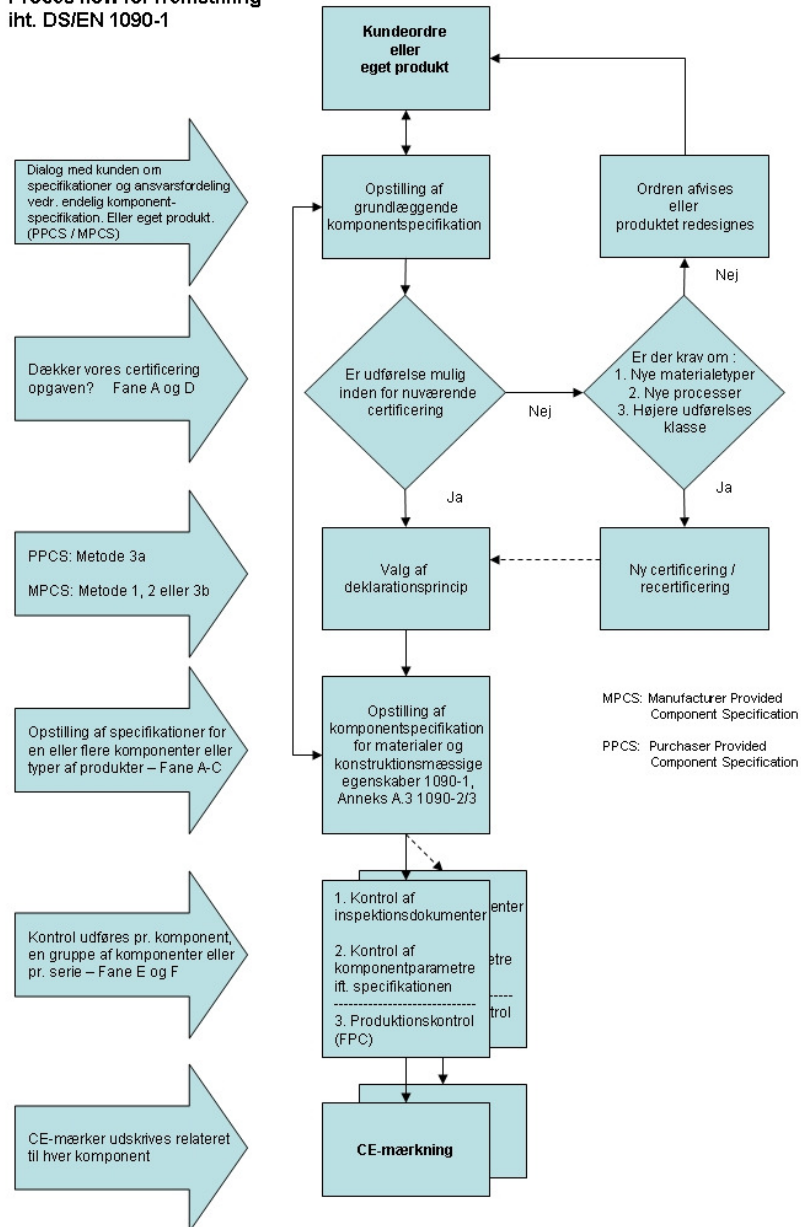 iht. DS/EN 1090-1
Kundeordre
eller
eget produkt
Dialog med kunden om
specifikationer og ansvarsfordeling
vedr. endelig komponent-
specifikation. Eller eget produkt.
(PPCS / MPCS)
Opstilling af
grundlæggende
komponentspecifikation
Ordren afvises
eller
produktet redesignes
Nej
Dækker vores certificering
opgaven? Fane A og D
Er udførelse mulig
inden for nuværende
certificering
Nej
Er der krav om :
1. Nye materialetyper
2. Nye processer
3. Højere udførelses
klasse
Ja
Ja
PPCS: Metode 3a
MPCS: Metode 1, 2 eller 3b
Valg af
deklarationsprincip
Ny certificering /
recertificering
Opstilling af specifikationer for
en eller flere komponenter eller
typer af produkter – Fane A-C
Opstilling af
komponentspecifikation
for materialer og
konstruktionsmæssige
egenskaber 1090-1,
Anneks A.3 1090-2/3
MPCS: Manufacturer Provided
Component Specification
PPCS: Purchaser Provided
Component Specification
Kontrol udføres pr. komponent,
en gruppe af komponenter eller
pr. serie – Fane E og F
1. Kontrol af
inspektionsdokumenter
2. Kontrol af
komponentparametre
ift. specifikationen
3. Produktionskontrol
(FPC)
enter
etre
trol
CE-mærker udskrives relateret
til hver komponent
CE-mærkning